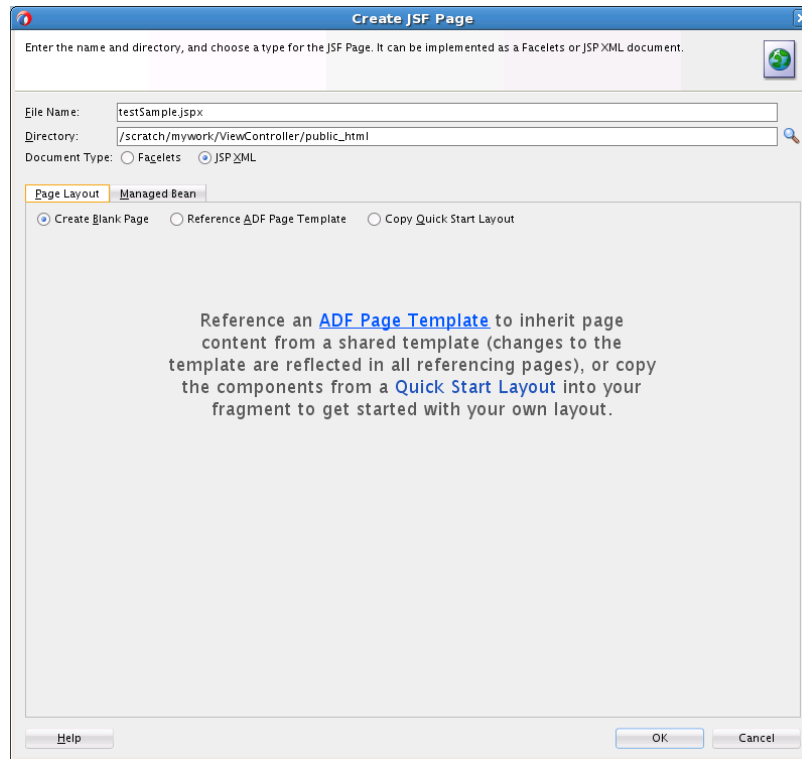 Create JSF Page
Enter the name and directory, and choose a type for the JSF Page. It can be implemented as a Facelets or JSP XML document.
File Name: testSample.jspx
Directory: /scratch/mywork/ViewController/public_html
Document Type: Facelets JSP XML
Page Layout Managed Bean
Create Blank Page Reference ADF Page Template Copy Quick Start Layout
Reference an ADF Page Template to inherit page
content from a shared template (changes to the
template are reflected in all referencing pages), or copy
the components from a Quick Start Layout into your
fragment to get started with your own layout.
Help OK Cancel